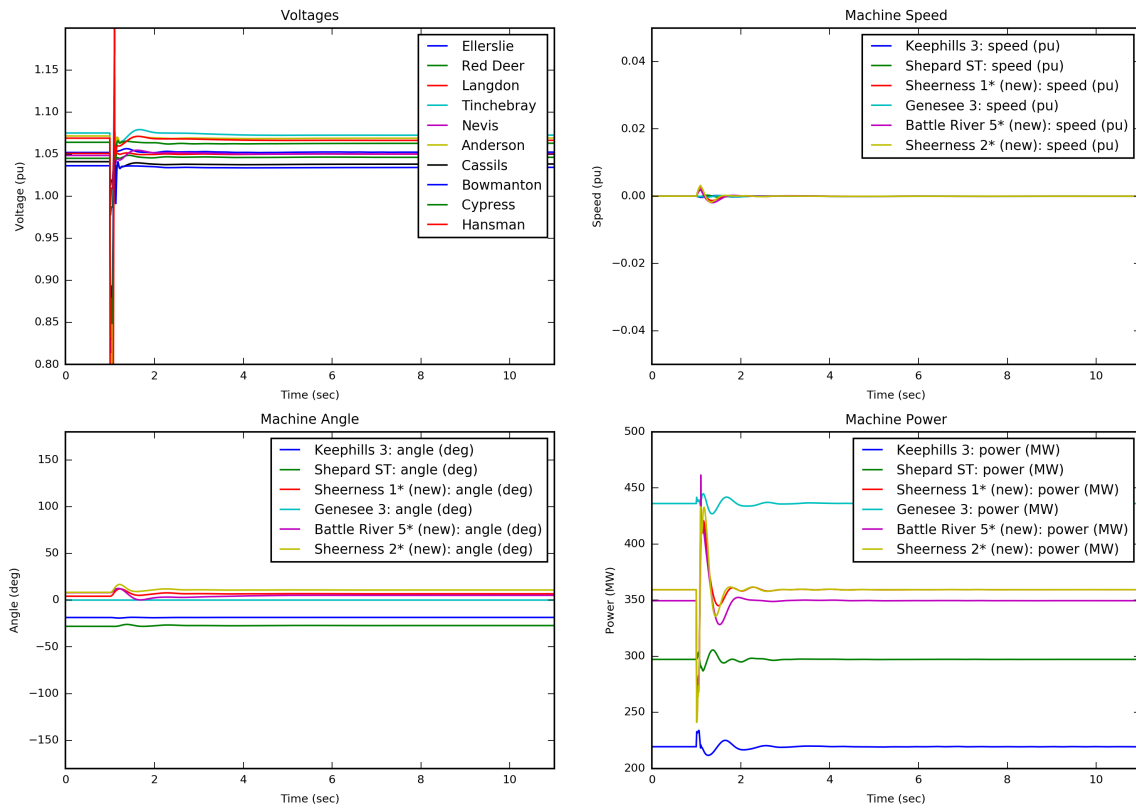 Voltages
1.15
1.10
1.05
1.00
0.95
0.90
0.85
0.80
Voltage (pu)
0
2
4
6
8
10
Time (sec)
Ellerslie
Red Deer
Langdon
Tinchebray
Nevis
Anderson
Cassils
Bowmanton
Cypress
Hansman
Machine Speed
0.04
0.02
0.00
−0.02
−0.04
Speed (pu)
0
2
4
6
8
10
Time (sec)
Keephills 3: speed (pu)
Shepard ST: speed (pu)
Sheerness 1* (new): speed (pu)
Genesee 3: speed (pu)
Battle River 5* (new): speed (pu)
Sheerness 2* (new): speed (pu)
Machine Angle
150
100
50
0
−50
−100
−150
Angle (deg)
0
2
4
6
8
10
Time (sec)
Keephills 3: angle (deg)
Shepard ST: angle (deg)
Sheerness 1* (new): angle (deg)
Genesee 3: angle (deg)
Battle River 5* (new): angle (deg)
Sheerness 2* (new): angle (deg)
Machine Power
500
450
400
350
300
250
200
Power (MW)
0
2
4
6
8
10
Time (sec)
Keephills 3: power (MW)
Shepard ST: power (MW)
Sheerness 1* (new): power (MW)
Genesee 3: power (MW)
Battle River 5* (new): power (MW)
Sheerness 2* (new): power (MW)